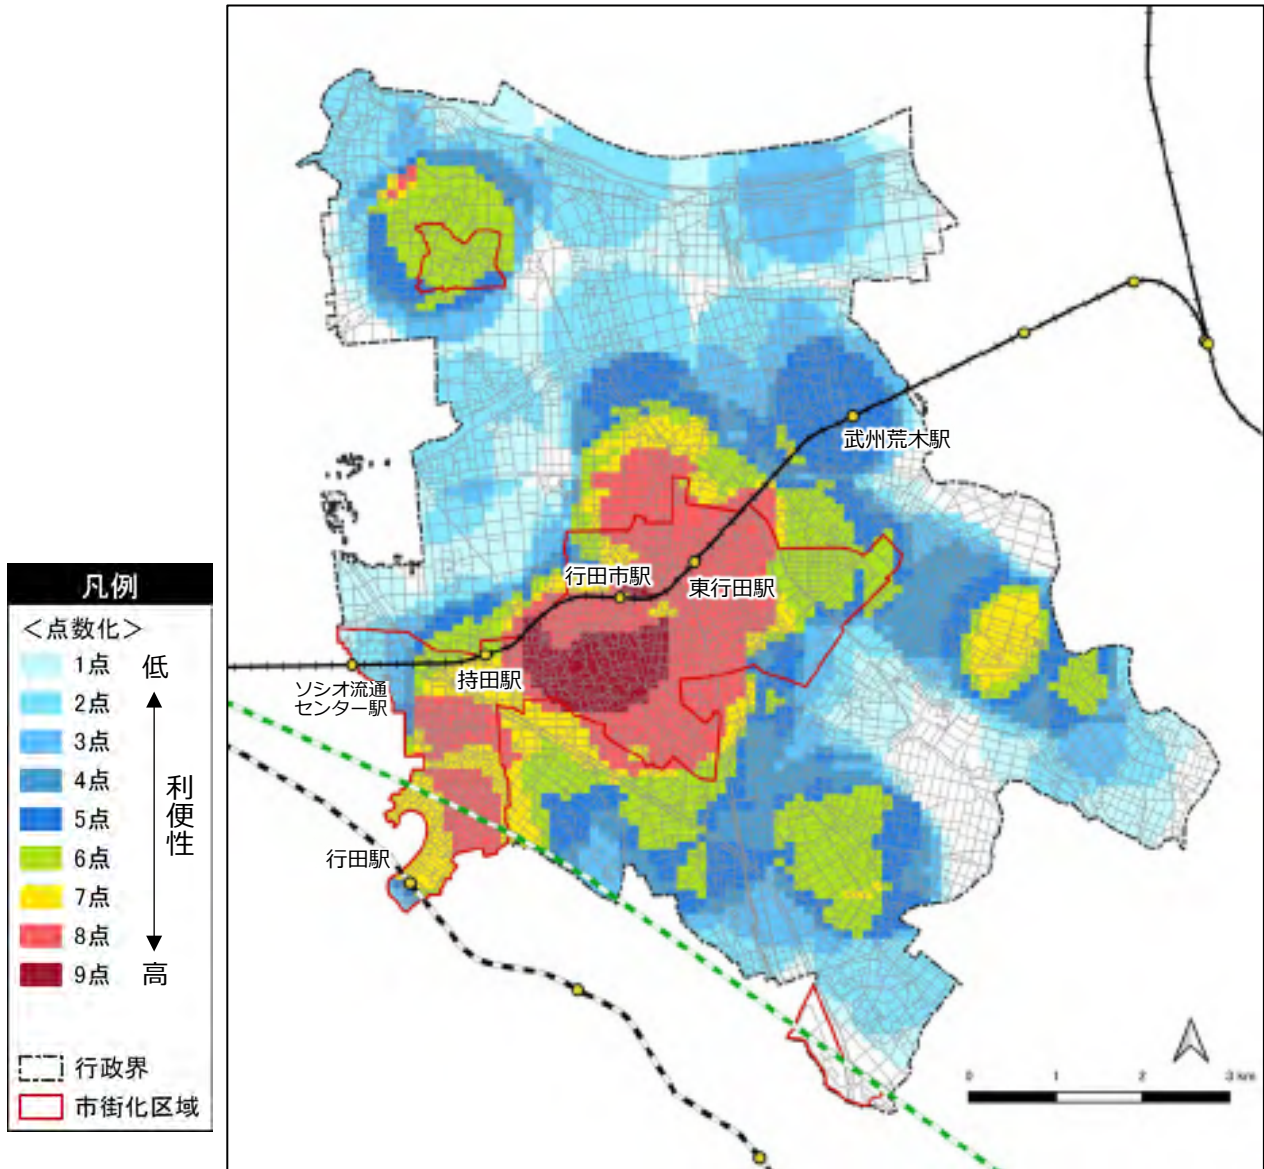 凡例
＜点数化＞
1点
低
2点
3点
4点
5点
6点
7点
8点
9点
高
利便性
行政界
市街化区域
武州荒木駅
行田市駅
東行田駅
持田駅
ソシオ流通
センター駅
行田駅
0
1
2
3 km